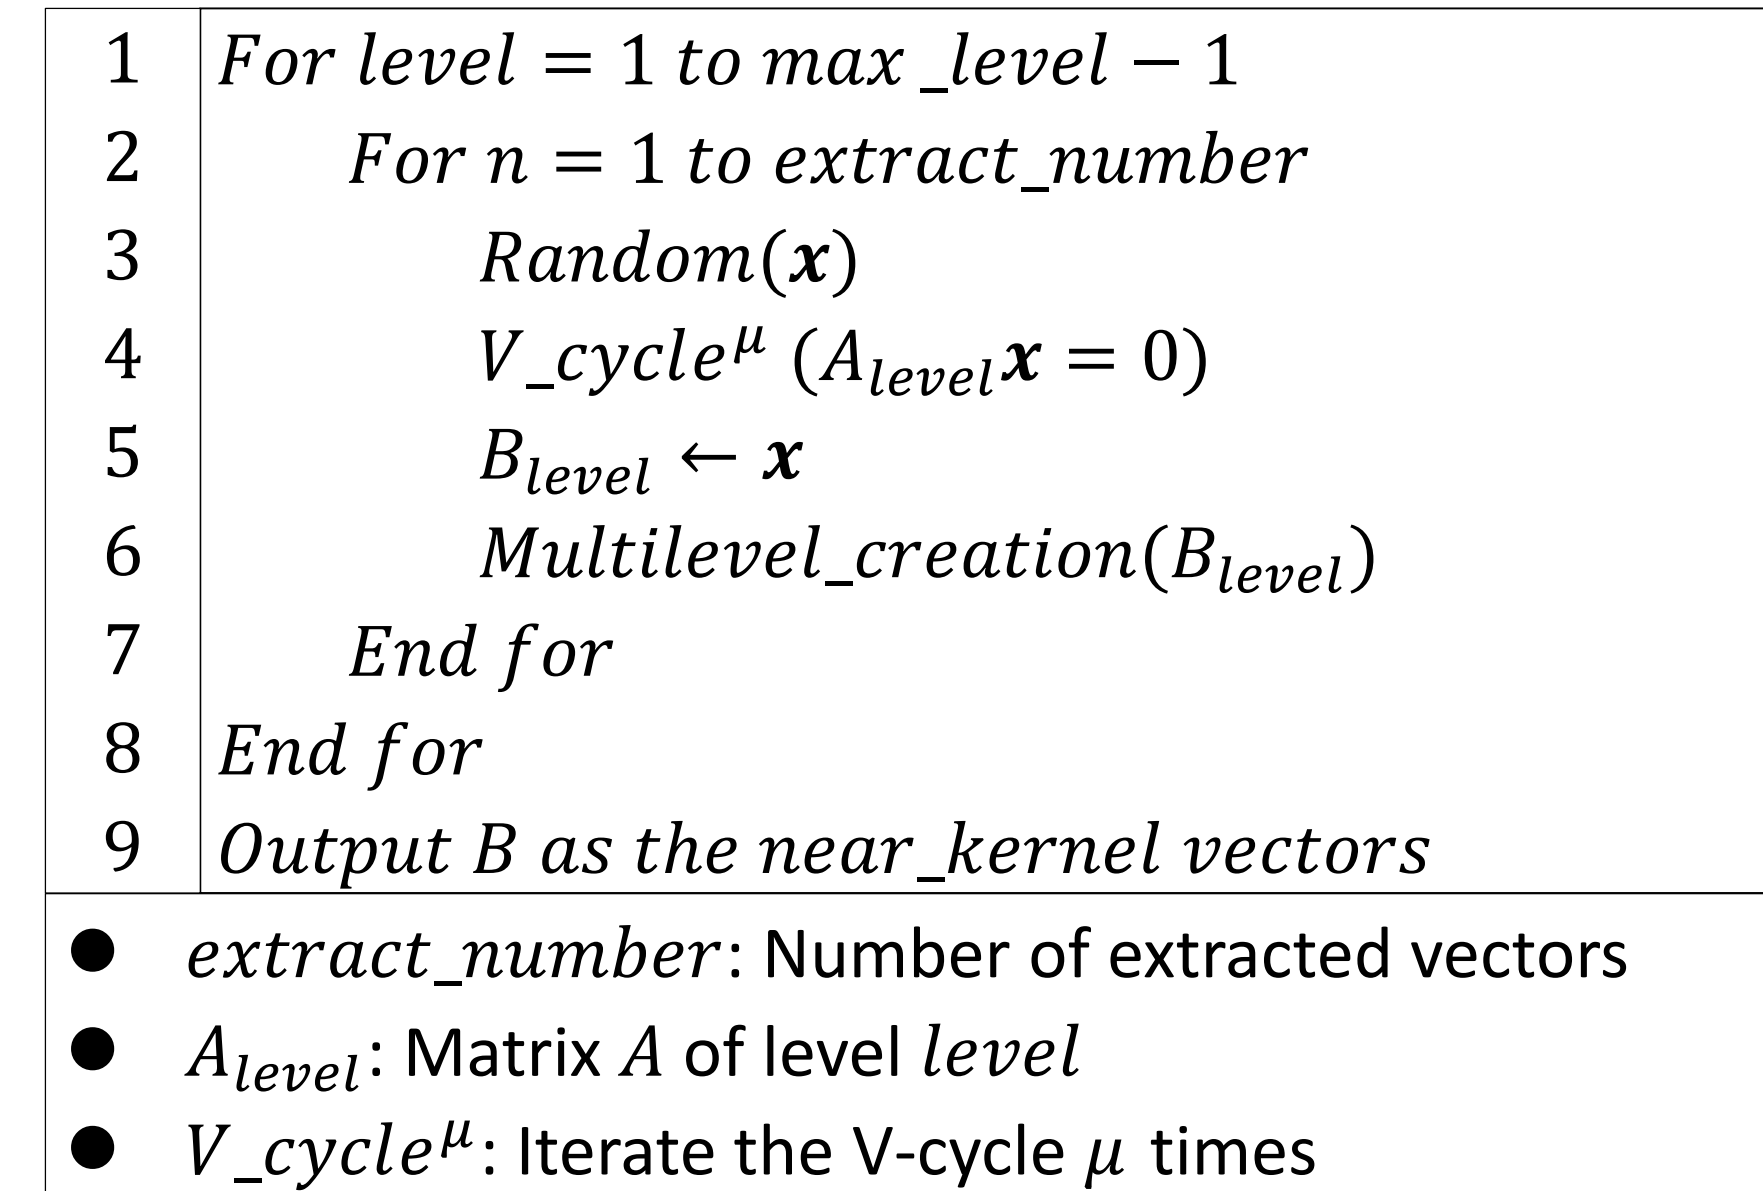 1 For level = 1 to max_level − 1
2 For n = 1 to extract_number
3 Random(x)
4 V_cycle^μ (A_level x = 0)
5 B_level ← x
6 Multilevel_creation(B_level)
7 End for
8 End for
9 Output B as the near_kernel vectors
● extract_number: Number of extracted vectors
● A_level: Matrix A of level level
● V_cycle^μ: Iterate the V-cycle μ times